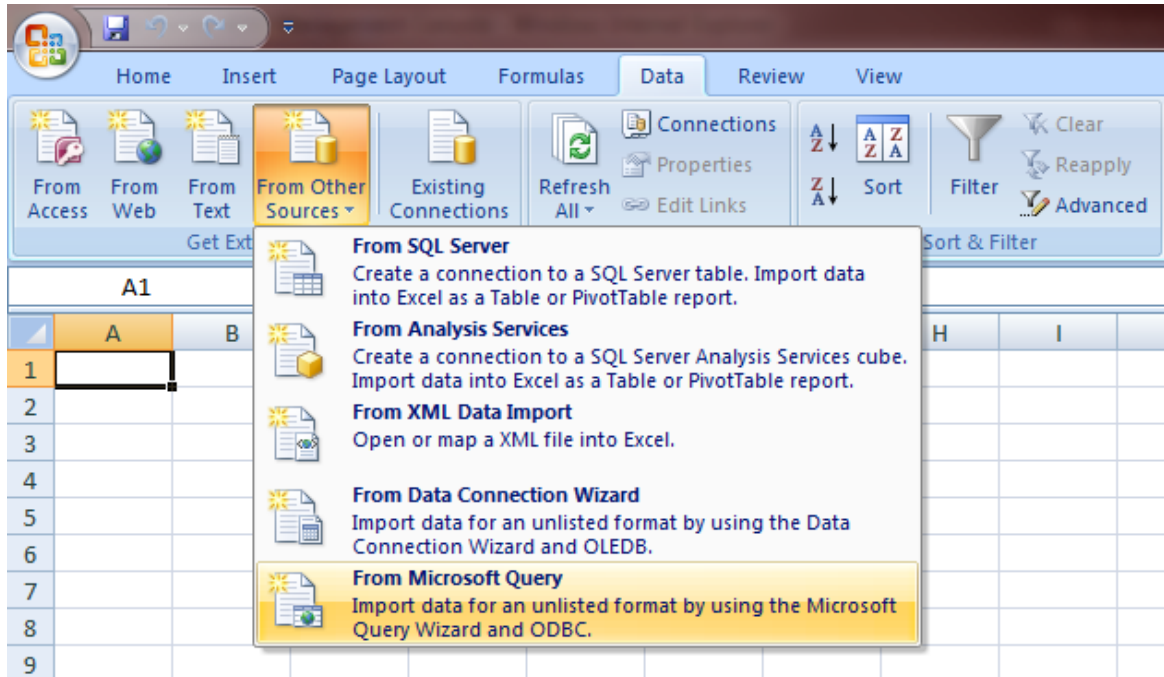 Home Insert Page Layout Formulas Data Review View
From Access
From Web
From Text
From Other Sources
Existing Connections
Refresh All
Connections
Properties
Edit Links
Sort
Filter
Clear
Reapply
Advanced
Get Ext
Sort & Filter
From SQL Server
Create a connection to a SQL Server table. Import data
into Excel as a Table or PivotTable report.
From Analysis Services
Create a connection to a SQL Server Analysis Services cube.
Import data into Excel as a Table or PivotTable report.
From XML Data Import
Open or map a XML file into Excel.
From Data Connection Wizard
Import data for an unlisted format by using the Data
Connection Wizard and OLEDB.
From Microsoft Query
Import data for an unlisted format by using the Microsoft
Query Wizard and ODBC.
A1
A B H I
1
2
3
4
5
6
7
8
9